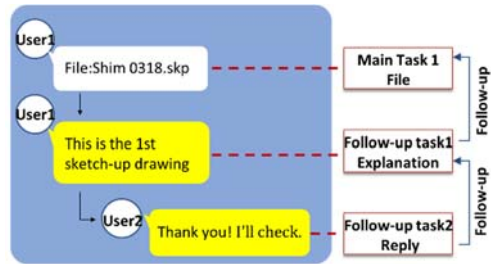 User1
File:Shim 0318.skp
Main Task 1
File
User1
This is the 1st
sketch-up drawing
Follow-up task1
Explanation
User2
Thank you! I'll check.
Follow-up task2
Reply
Follow-up
Follow-up